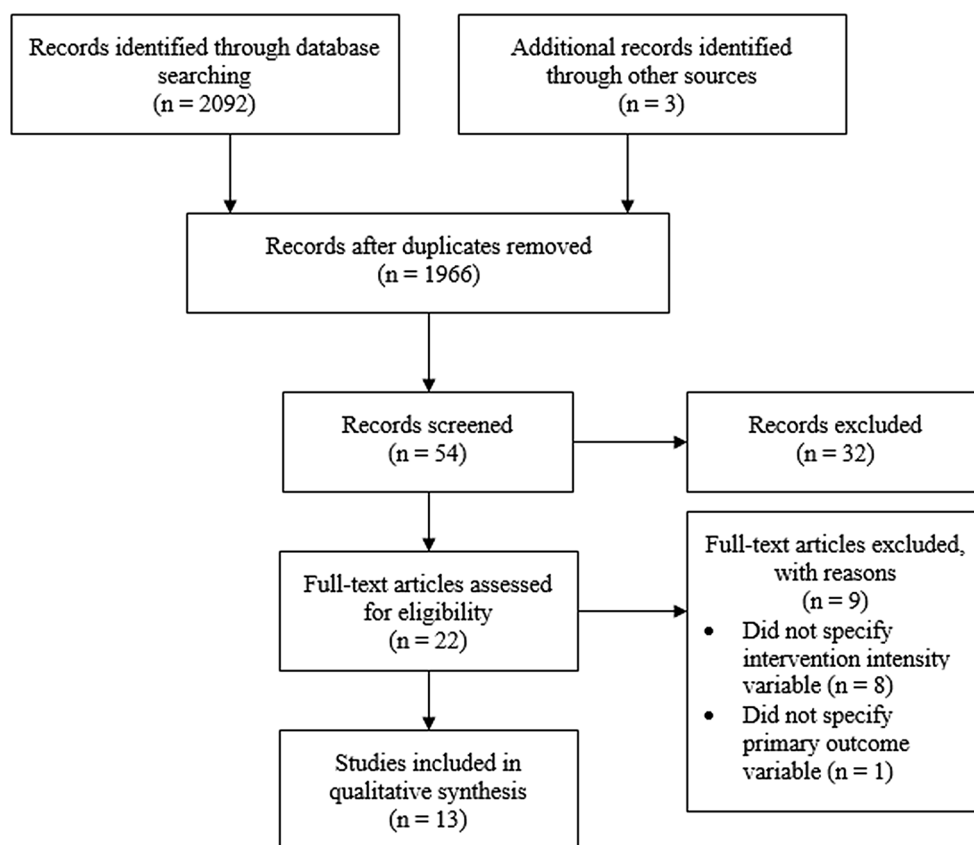 Records identified through database
searching
(n = 2092)
Additional records identified
through other sources
(n = 3)
Records after duplicates removed
(n = 1966)
Records screened
(n = 54)
Records excluded
(n = 32)
Full-text articles assessed
for eligibility
(n = 22)
Full-text articles excluded,
with reasons
(n = 9)
• Did not specify
intervention intensity
variable (n = 8)
• Did not specify
primary outcome
variable (n = 1)
Studies included in
qualitative synthesis
(n = 13)